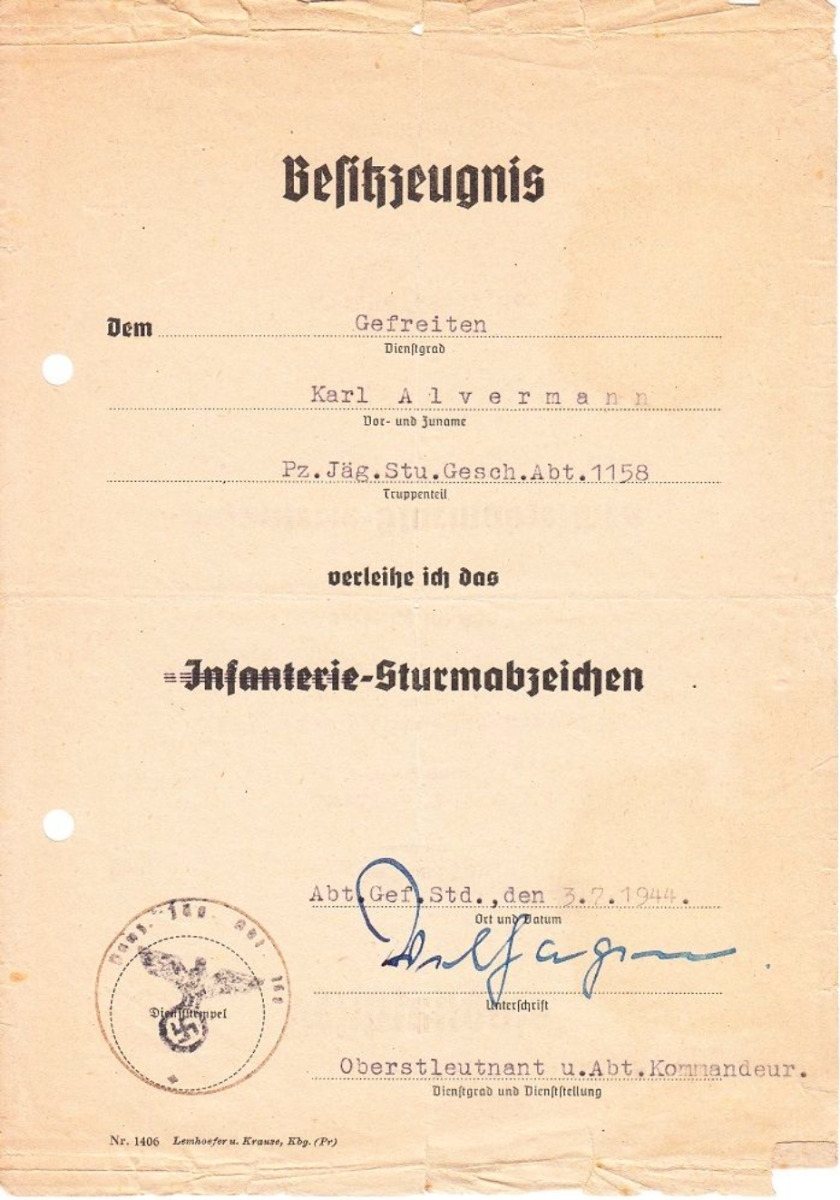 Besitzzeugnis
Dem Gefreiten
Dienstgrad
Karl A l v e r m a n n
Vor- und Zuname
Pz.Jäg.Stu.Gesch.Abt.1158
Truppenteil
verleihe ich das
Infanterie-Sturmabzeichen
Abt.Gef.Std.,den 3.7.1944.
Ort und Datum
Unterschrift
Dienststempel
Oberstleutnant u.Abt.Kommandeur.
Dienstgrad und Dienststellung
Nr. 1406 Lemhoefer u. Krause, Kbg. (Pr)